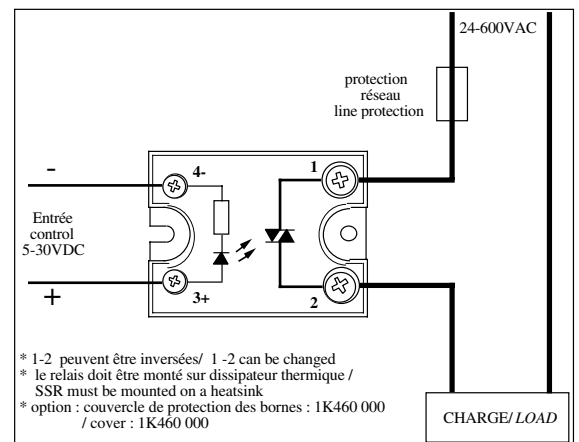 24-600VAC
protection
réseau
line protection
-
4-
1
Entrée
control
5-30VDC
+
3+
2
* 1-2 peuvent être inversées/ 1 -2 can be changed
* le relais doit être monté sur dissipateur thermique /
SSR must be mounted on a heatsink
* option : couvercle de protection des bornes : 1K460 000
/ cover : 1K460 000
CHARGE/ LOAD